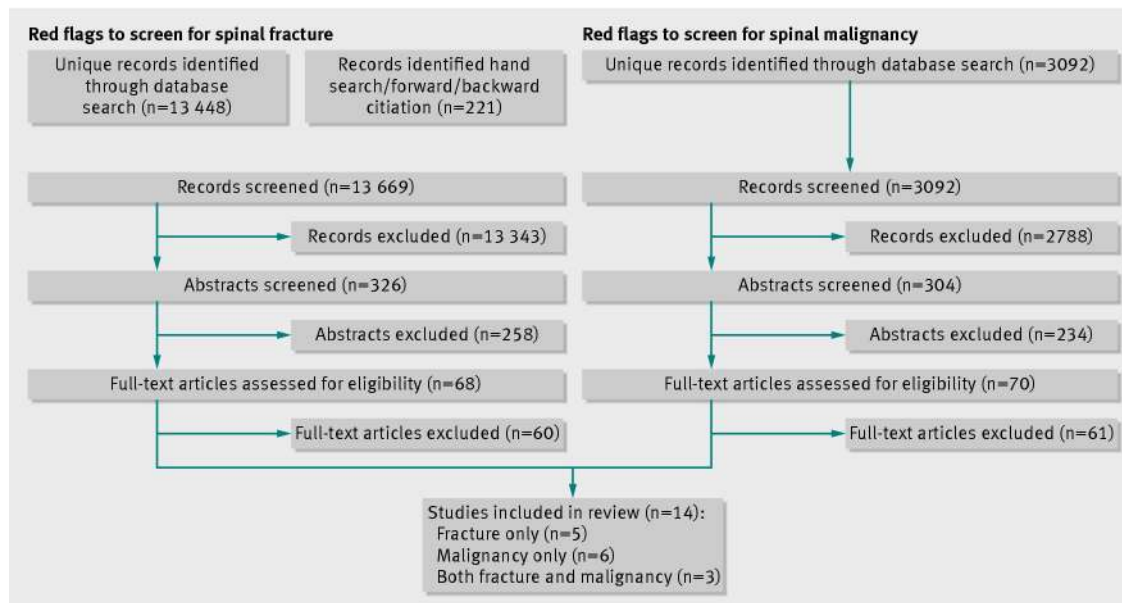 Red flags to screen for spinal fracture
Unique records identified
through database
search (n=13 448)
Records identified hand
search/forward/backward
citiation (n=221)
Records screened (n=13 669)
Records excluded (n=13 343)
Abstracts screened (n=326)
Abstracts excluded (n=258)
Full-text articles assessed for eligibility (n=68)
Full-text articles excluded (n=60)
Red flags to screen for spinal malignancy
Unique records identified through database search (n=3092)
Records screened (n=3092)
Records excluded (n=2788)
Abstracts screened (n=304)
Abstracts excluded (n=234)
Full-text articles assessed for eligibility (n=70)
Full-text articles excluded (n=61)
Studies included in review (n=14):
Fracture only (n=5)
Malignancy only (n=6)
Both fracture and malignancy (n=3)